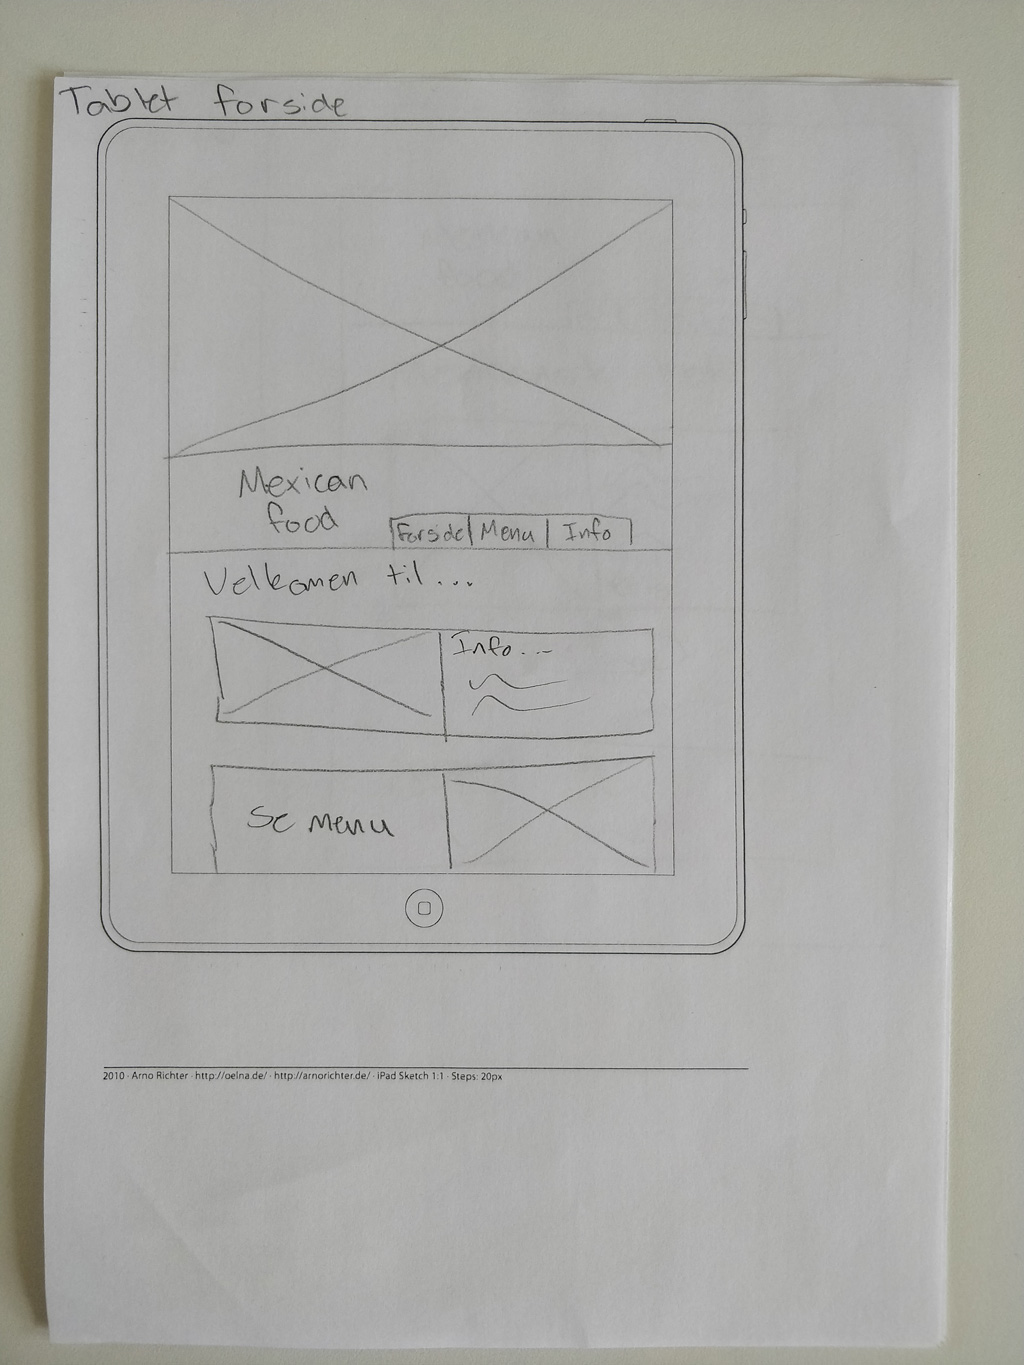 Tablet forside
Mexican
food
Forside Menu Info
Velkomen til...
Info...
Se menu
2010 · Arno Richter · http://oelna.de/ · http://arnorichter.de/ · iPad Sketch 1:1 · Steps: 20px